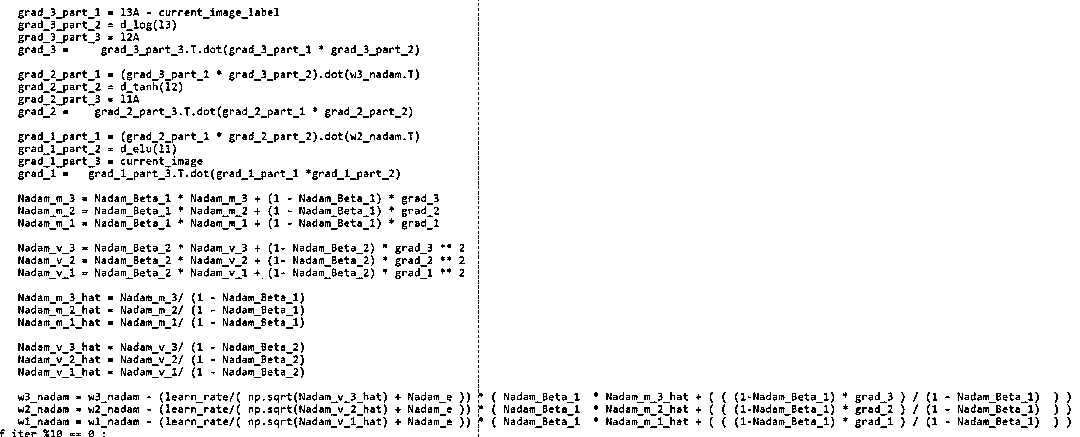 grad_3_part_1 = l3A - current_image_label
grad_3_part_2 = d_log(l3)
grad_3_part_3 = l2A
grad_3 = grad_3_part_3.T.dot(grad_3_part_1 * grad_3_part_2)
grad_2_part_1 = (grad_3_part_1 * grad_3_part_2).dot(w3_nadam.T)
grad_2_part_2 = d_tanh(l2)
grad_2_part_3 = l1A
grad_2 = grad_2_part_3.T.dot(grad_2_part_1 * grad_2_part_2)
grad_1_part_1 = (grad_2_part_1 * grad_2_part_2).dot(w2_nadam.T)
grad_1_part_2 = d_elu(l1)
grad_1_part_3 = current_image
grad_1 = grad_1_part_3.T.dot(grad_1_part_1 *grad_1_part_2)
Nadam_m_3 = Nadam_Beta_1 * Nadam_m_3 + (1 - Nadam_Beta_1) * grad_3
Nadam_m_2 = Nadam_Beta_1 * Nadam_m_2 + (1 - Nadam_Beta_1) * grad_2
Nadam_m_1 = Nadam_Beta_1 * Nadam_m_1 + (1 - Nadam_Beta_1) * grad_1
Nadam_v_3 = Nadam_Beta_2 * Nadam_v_3 + (1- Nadam_Beta_2) * grad_3 ** 2
Nadam_v_2 = Nadam_Beta_2 * Nadam_v_2 + (1- Nadam_Beta_2) * grad_2 ** 2
Nadam_v_1 = Nadam_Beta_2 * Nadam_v_1 + (1- Nadam_Beta_2) * grad_1 ** 2
Nadam_m_3_hat = Nadam_m_3/ (1 - Nadam_Beta_1)
Nadam_m_2_hat = Nadam_m_2/ (1 - Nadam_Beta_1)
Nadam_m_1_hat = Nadam_m_1/ (1 - Nadam_Beta_1)
Nadam_v_3_hat = Nadam_v_3/ (1 - Nadam_Beta_2)
Nadam_v_2_hat = Nadam_v_2/ (1 - Nadam_Beta_2)
Nadam_v_1_hat = Nadam_v_1/ (1 - Nadam_Beta_2)
w3_nadam = w3_nadam - (learn_rate/( np.sqrt(Nadam_v_3_hat) + Nadam_e )) * ( Nadam_Beta_1 * Nadam_m_3_hat + ( ( (1-Nadam_Beta_1) * grad_3 ) / (1 - Nadam_Beta_1) ) )
w2_nadam = w2_nadam - (learn_rate/( np.sqrt(Nadam_v_2_hat) + Nadam_e )) * ( Nadam_Beta_1 * Nadam_m_2_hat + ( ( (1-Nadam_Beta_1) * grad_2 ) / (1 - Nadam_Beta_1) ) )
w1_nadam = w1_nadam - (learn_rate/( np.sqrt(Nadam_v_1_hat) + Nadam_e )) * ( Nadam_Beta_1 * Nadam_m_1_hat + ( ( (1-Nadam_Beta_1) * grad_1 ) / (1 - Nadam_Beta_1) ) )
f iter %10 == 0 :